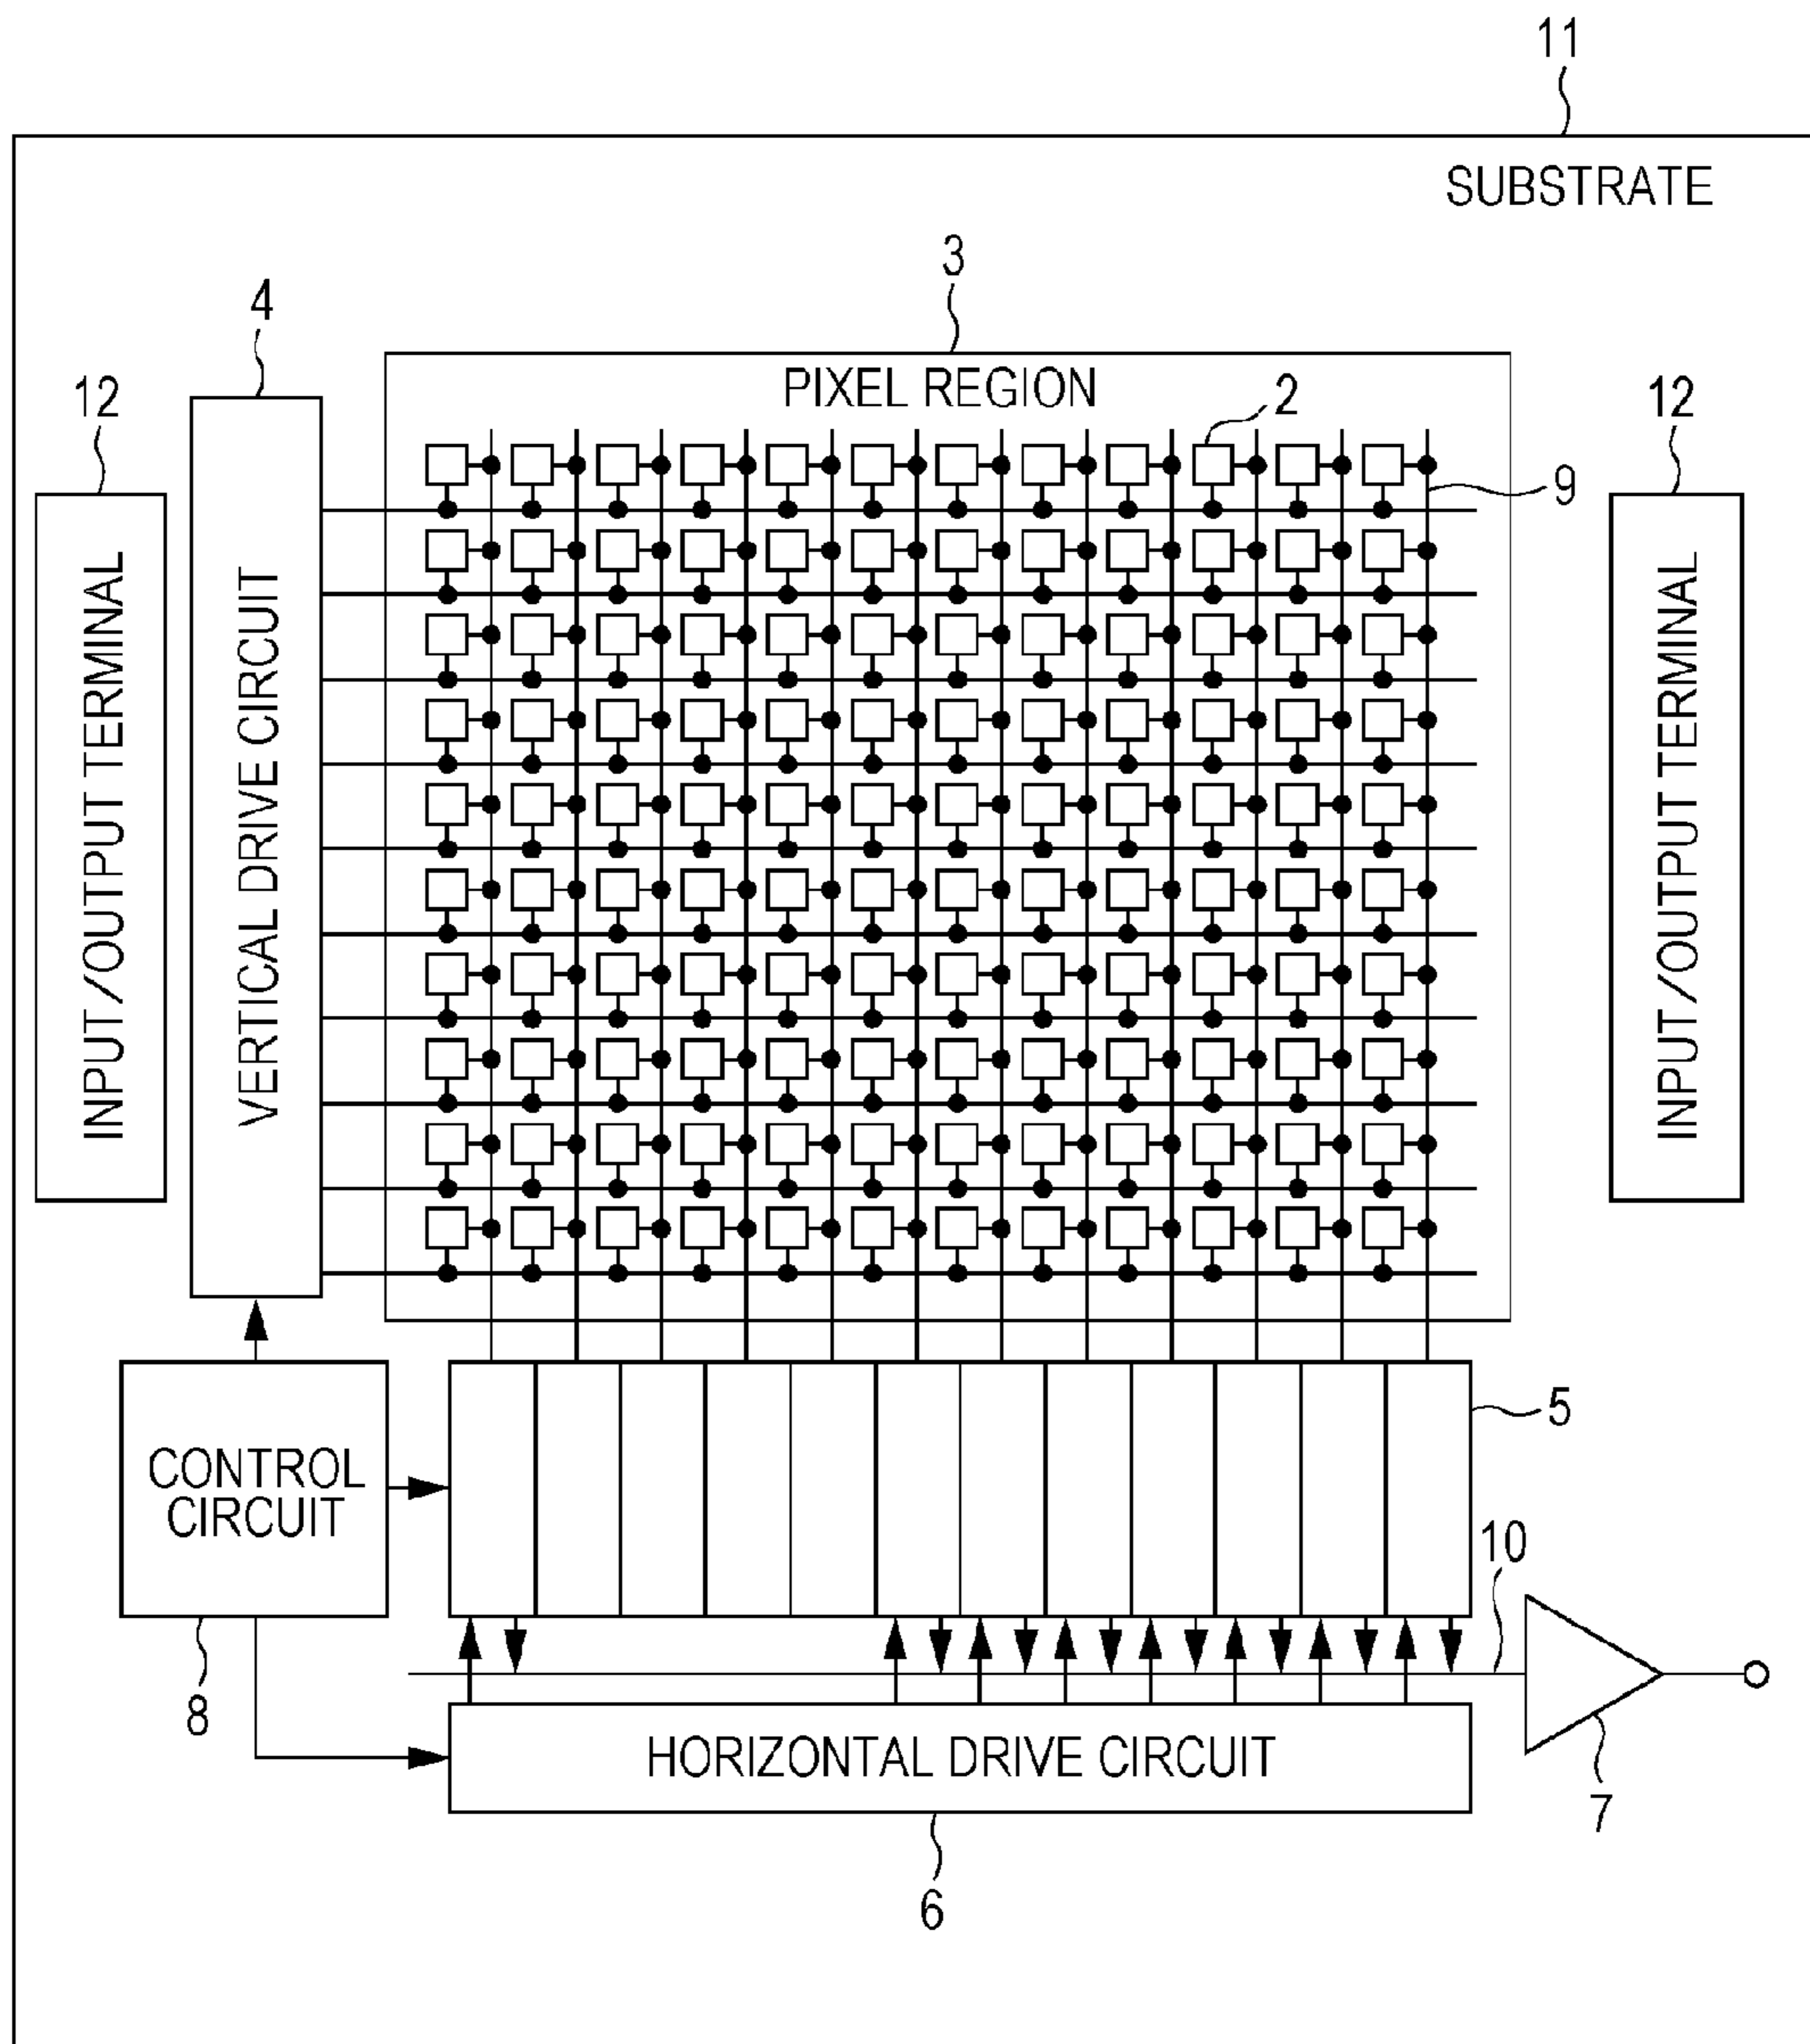 11
SUBSTRATE
3
4
PIXEL REGION
12
2
12
9
INPUT/OUTPUT TERMINAL
VERTICAL DRIVE CIRCUIT
INPUT/OUTPUT TERMINAL
5
CONTROL
CIRCUIT
10
8
HORIZONTAL DRIVE CIRCUIT
7
6